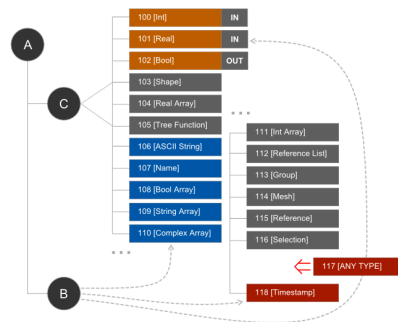 A
C
B
100 [Int] IN
101 [Real] IN
102 [Bool] OUT
103 [Shape]
104 [Real Array]
105 [Tree Function]
106 [ASCII String]
107 [Name]
108 [Bool Array]
109 [String Array]
110 [Complex Array]
111 [Int Array]
112 [Reference List]
113 [Group]
114 [Mesh]
115 [Reference]
116 [Selection]
117 [ANY TYPE]
118 [Timestamp]